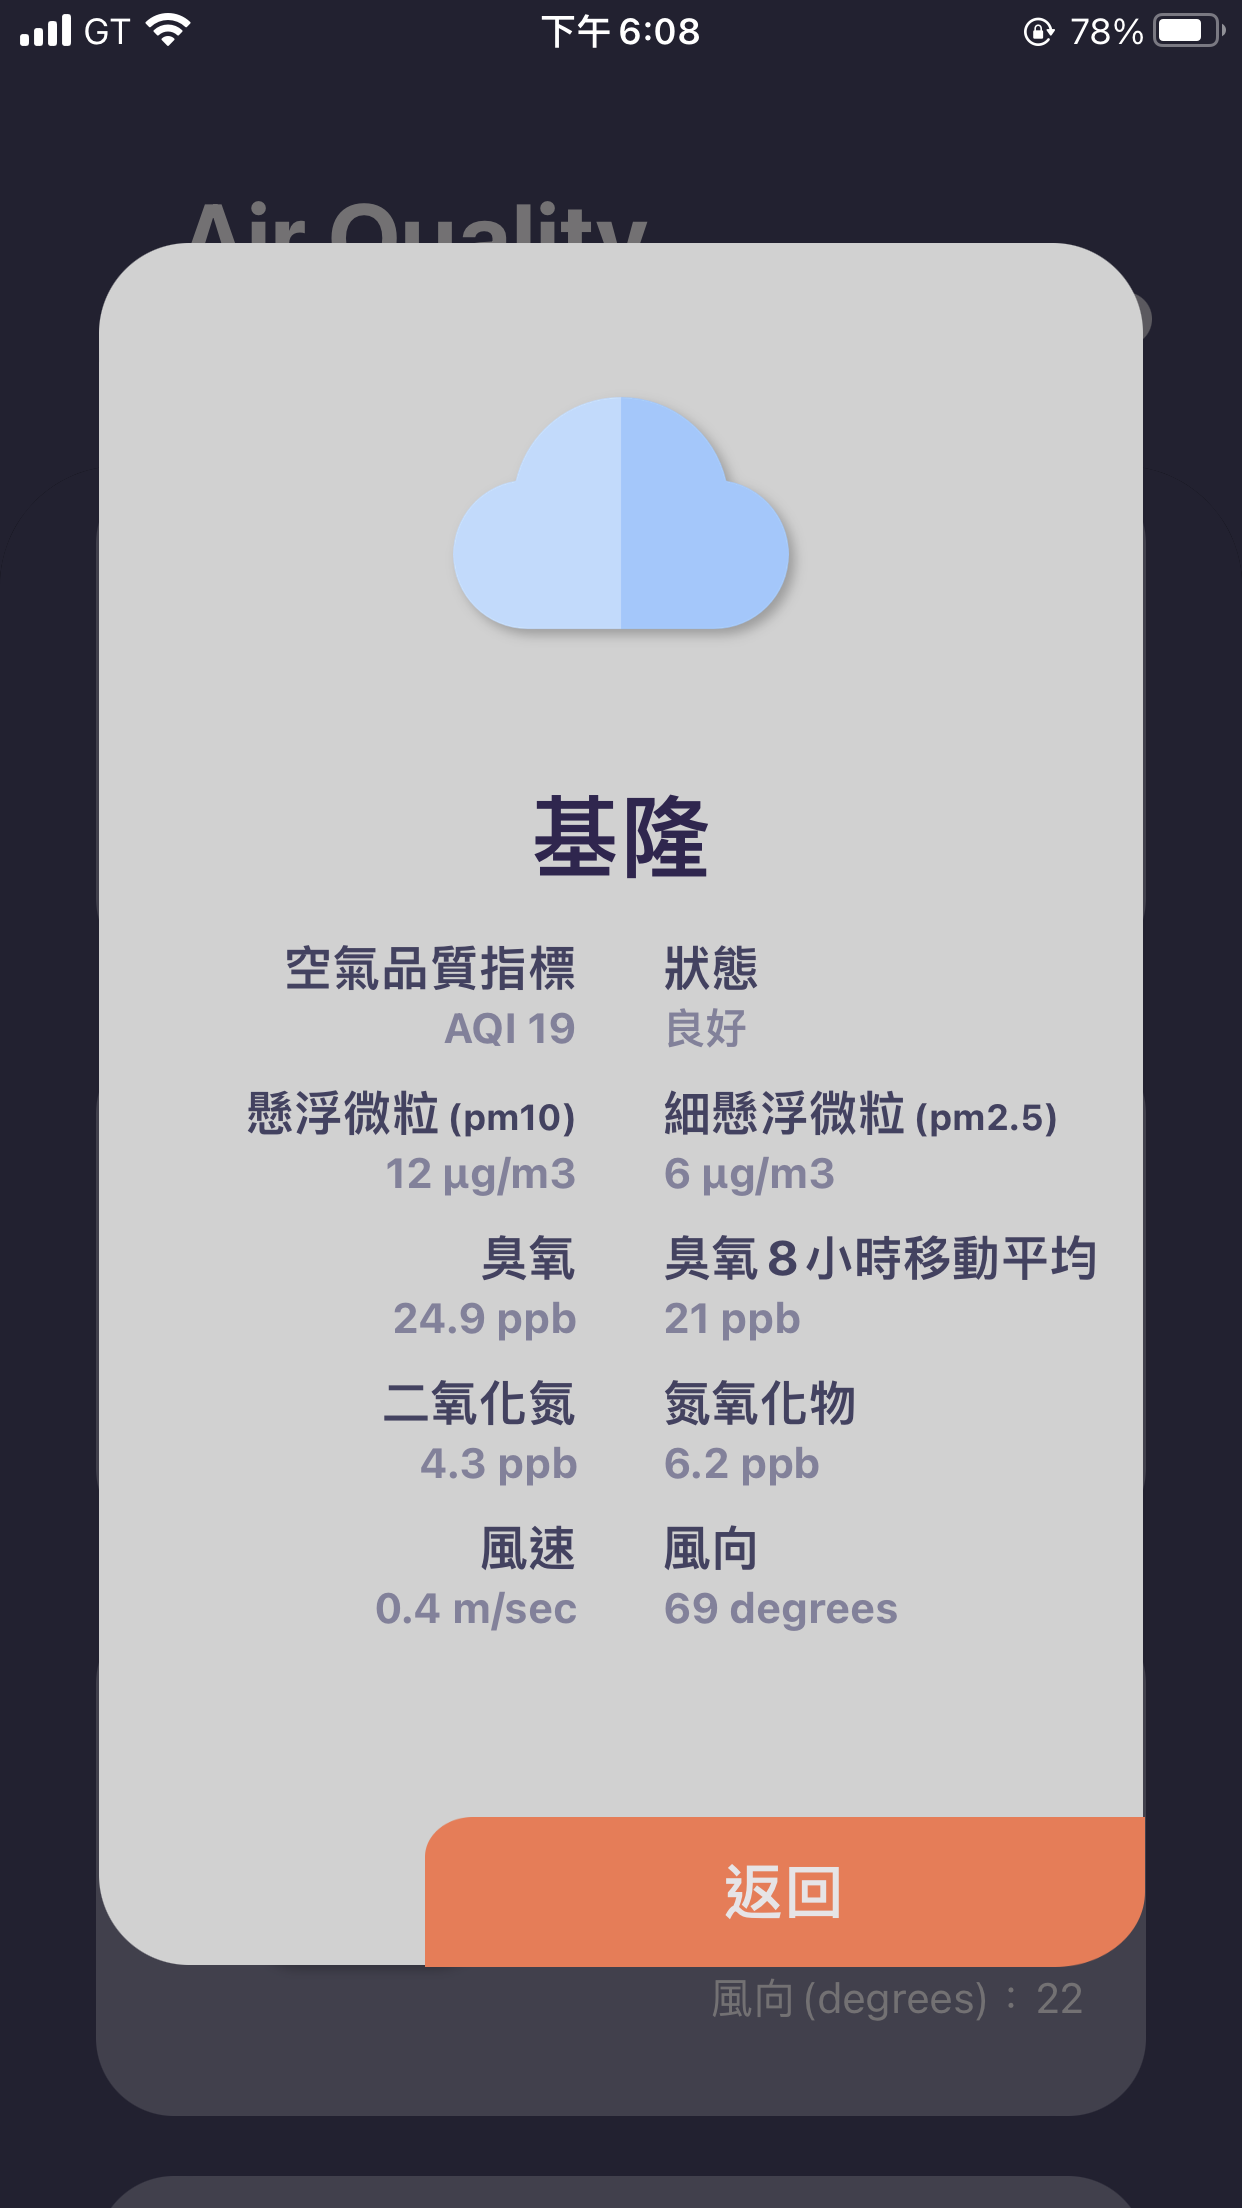 GT 下午6:08 78%
Air Quality
基隆
空氣品質指標 狀態
AQI 19 良好
懸浮微粒(pm10) 細懸浮微粒(pm2.5)
12 μg/m3 6 μg/m3
臭氧 臭氧8小時移動平均
24.9 ppb 21 ppb
二氧化氮 氮氧化物
4.3 ppb 6.2 ppb
風速 風向
0.4 m/sec 69 degrees
返回
風向(degrees)：22